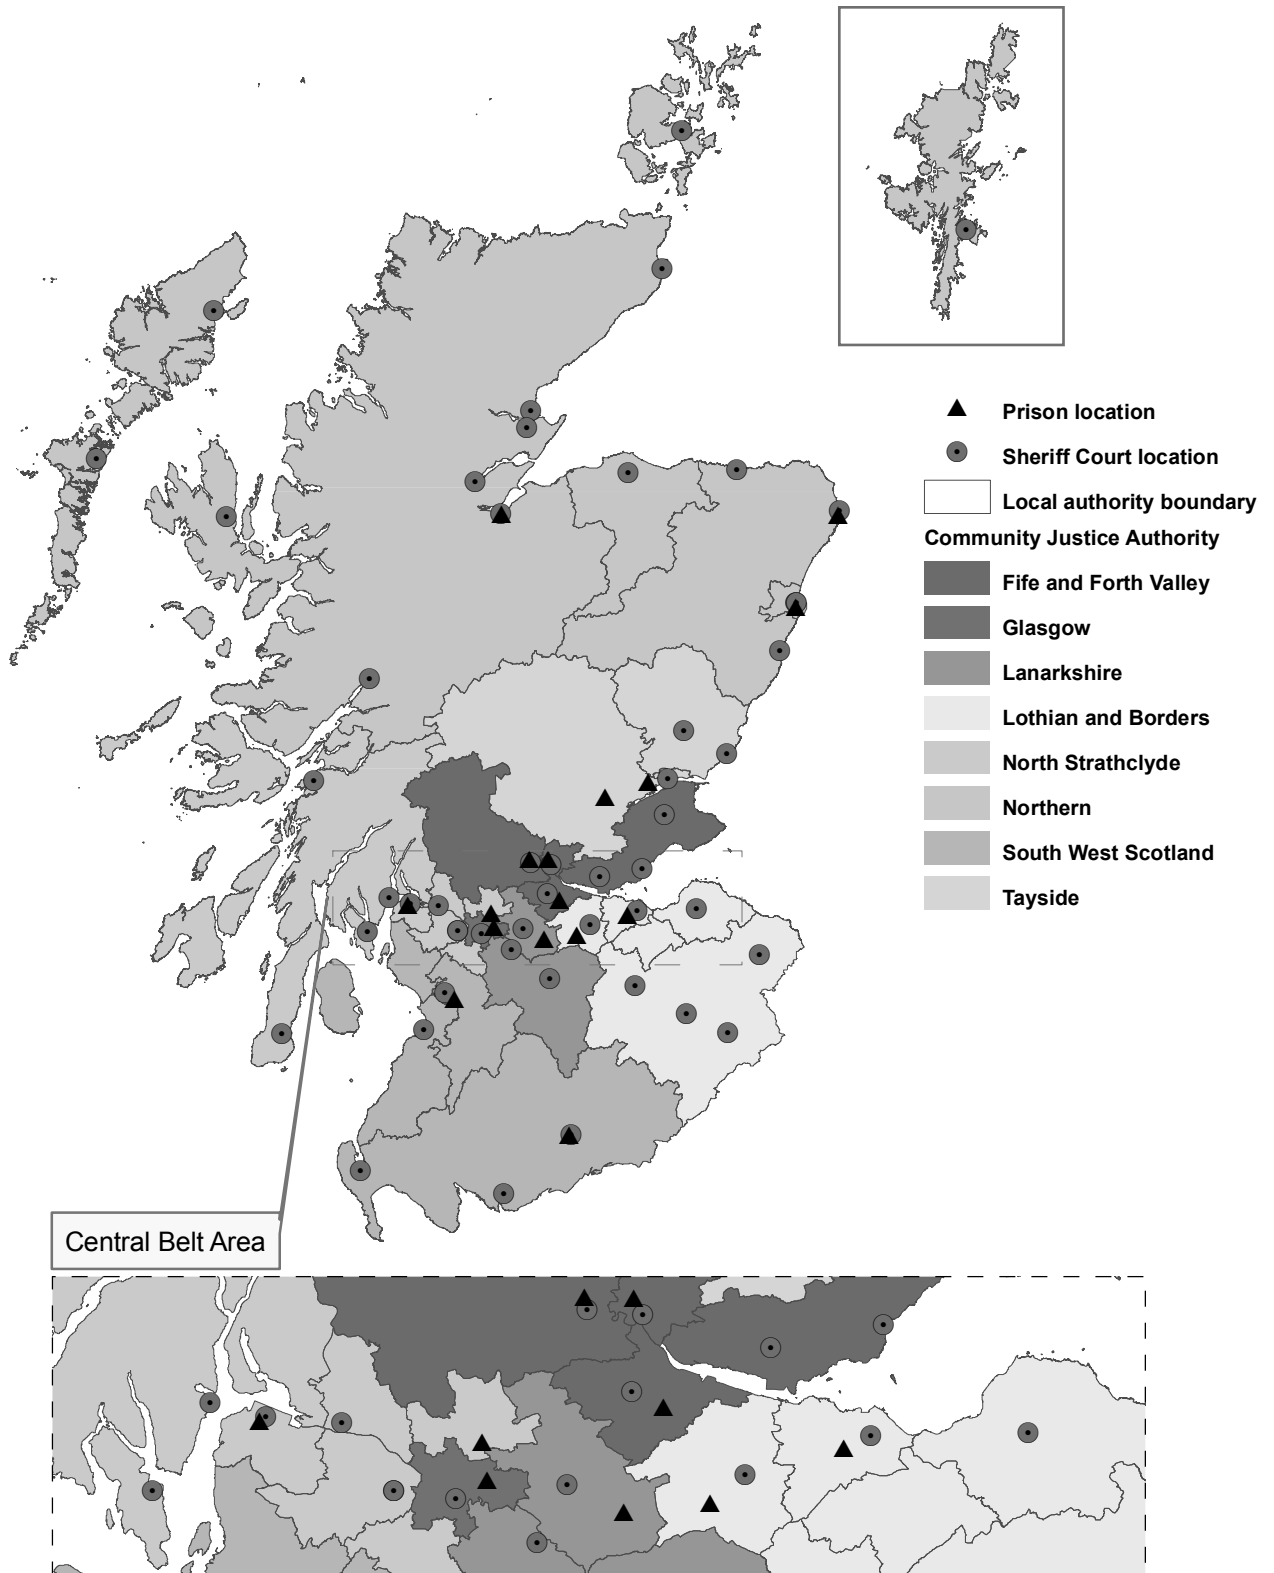 Prison location
Sheriff Court location
Local authority boundary
Community Justice Authority
Fife and Forth Valley
Glasgow
Lanarkshire
Lothian and Borders
North Strathclyde
Northern
South West Scotland
Tayside
Central Belt Area